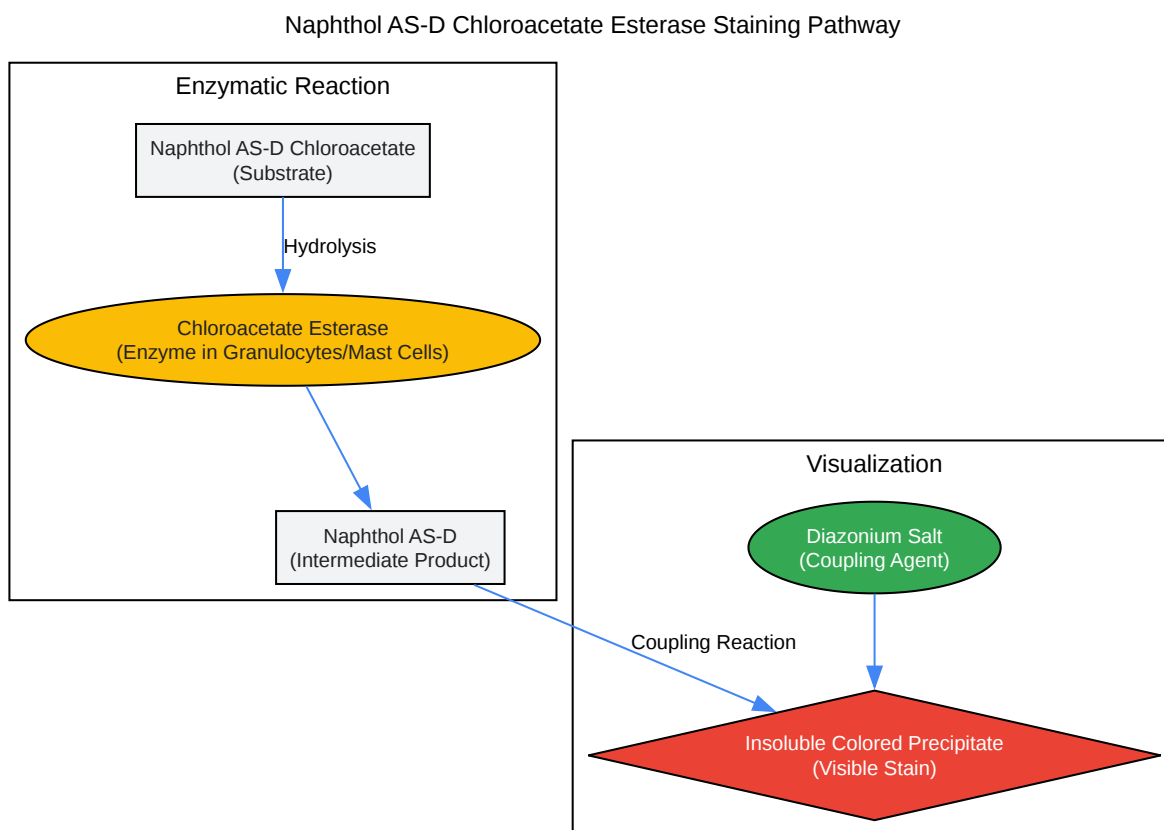 Naphthol AS-D Chloroacetate Esterase Staining Pathway
Enzymatic Reaction
Naphthol AS-D Chloroacetate
(Substrate)
Hydrolysis
Chloroacetate Esterase
(Enzyme in Granulocytes/Mast Cells)
Naphthol AS-D
(Intermediate Product)
Visualization
Diazonium Salt
(Coupling Agent)
Coupling Reaction
Insoluble Colored Precipitate
(Visible Stain)